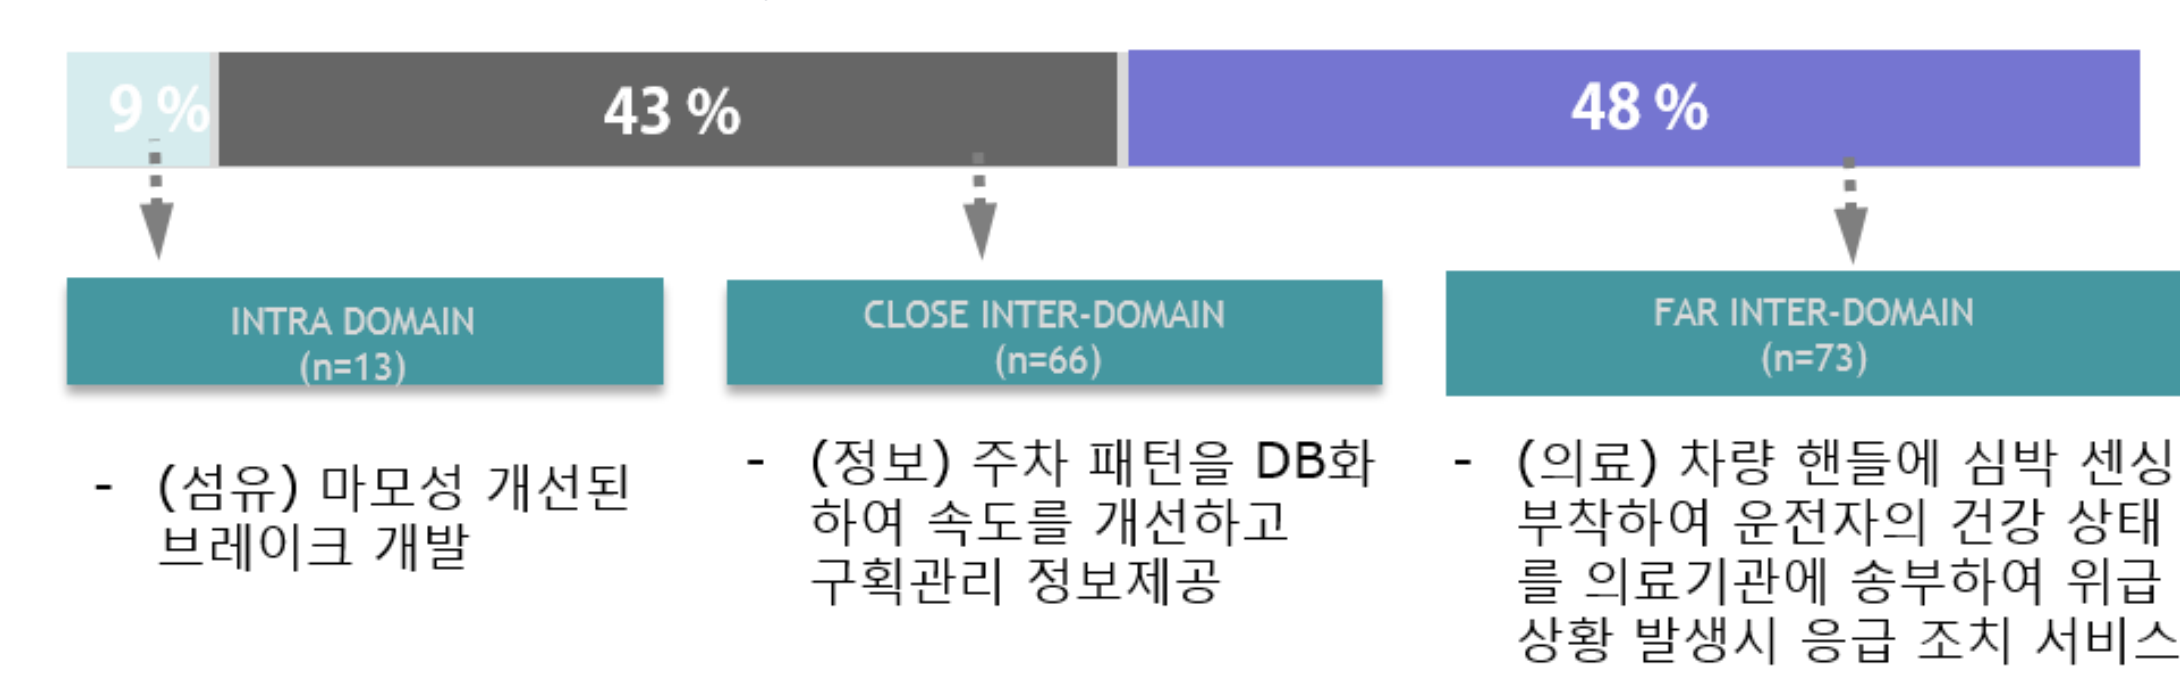 9 %
43 %
48 %
INTRA DOMAIN
(n=13)
CLOSE INTER-DOMAIN
(n=66)
FAR INTER-DOMAIN
(n=73)
- (섬유) 마모성 개선된
브레이크 개발
- (정보) 주차 패턴을 DB화
하여 속도를 개선하고
구획관리 정보제공
- (의료) 차량 핸들에 심박 센싱
부착하여 운전자의 건강 상태
를 의료기관에 송부하여 위급
상황 발생시 응급 조치 서비스